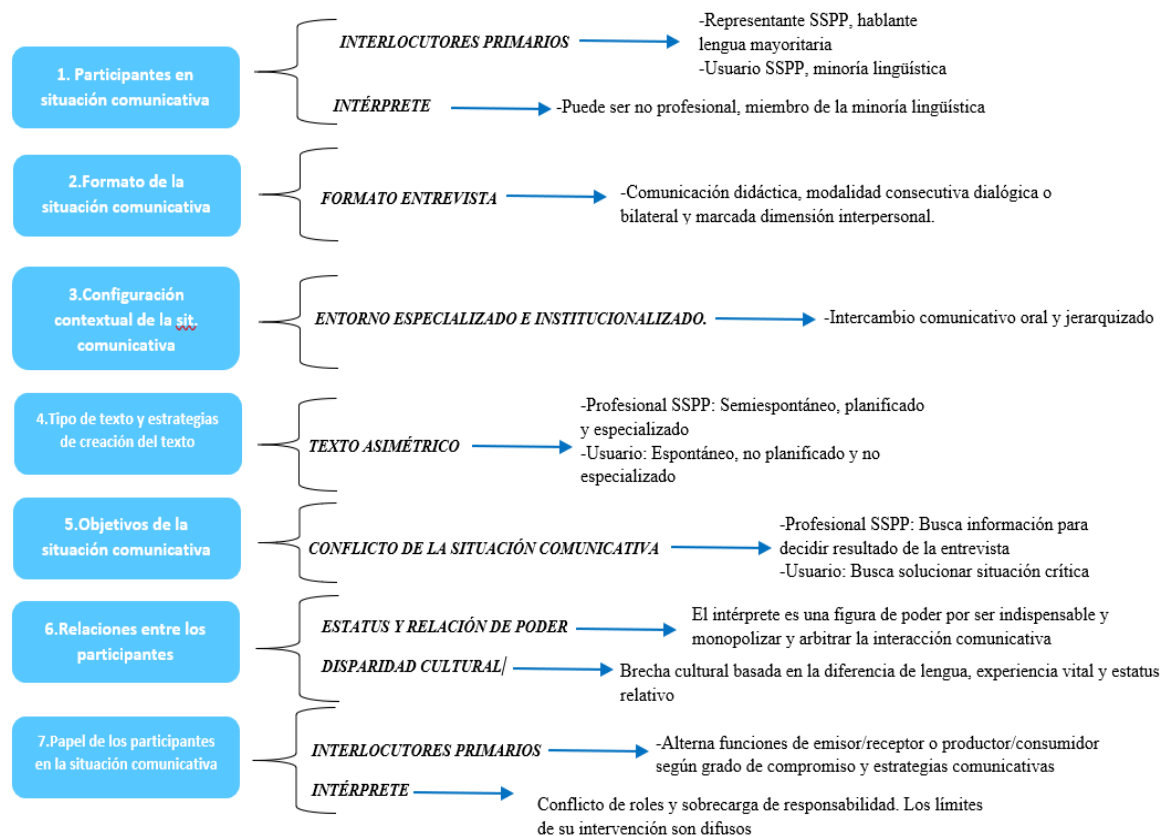 1. Participantes en
situación comunicativa
INTERLOCUTORES PRIMARIOS
-Representante SSPP, hablante
lengua mayoritaria
-Usuario SSPP, minoría lingüística
INTÉRPRETE
-Puede ser no profesional, miembro de la minoría lingüística
2.Formato de la
situación comunicativa
FORMATO ENTREVISTA
-Comunicación didáctica, modalidad consecutiva dialógica o
bilateral y marcada dimensión interpersonal.
3.Configuración
contextual de la sit.
comunicativa
ENTORNO ESPECIALIZADO E INSTITUCIONALIZADO.
-Intercambio comunicativo oral y jerarquizado
4.Tipo de texto y estrategias
de creación del texto
TEXTO ASIMÉTRICO
-Profesional SSPP: Semiespontáneo, planificado
y especializado
-Usuario: Espontáneo, no planificado y no
especializado
5.Objetivos de la
situación comunicativa
CONFLICTO DE LA SITUACIÓN COMUNICATIVA
-Profesional SSPP: Busca información para
decidir resultado de la entrevista
-Usuario: Busca solucionar situación crítica
6.Relaciones entre los
participantes
ESTATUS Y RELACIÓN DE PODER
El intérprete es una figura de poder por ser indispensable y
monopolizar y arbitrar la interacción comunicativa
DISPARIDAD CULTURAL/
Brecha cultural basada en la diferencia de lengua, experiencia vital y estatus
relativo
7.Papel de los participantes
en la situación comunicativa
INTERLOCUTORES PRIMARIOS
-Alterna funciones de emisor/receptor o productor/consumidor
según grado de compromiso y estrategias comunicativas
INTÉRPRETE
Conflicto de roles y sobrecarga de responsabilidad. Los límites
de su intervención son difusos